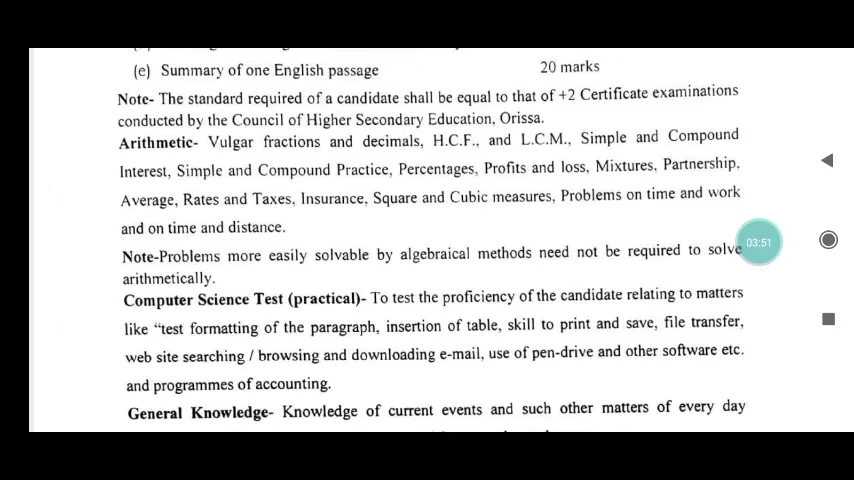 (e) Summary of one English passage 20 marks
Note- The standard required of a candidate shall be equal to that of +2 Certificate examinations
conducted by the Council of Higher Secondary Education, Orissa.
Arithmetic- Vulgar fractions and decimals, H.C.F., and L.C.M., Simple and Compound
Interest, Simple and Compound Practice, Percentages, Profits and loss, Mixtures, Partnership,
Average, Rates and Taxes, Insurance, Square and Cubic measures, Problems on time and work
and on time and distance.
03:51
Note-Problems more easily solvable by algebraical methods need not be required to solve
arithmetically.
Computer Science Test (practical)- To test the proficiency of the candidate relating to matters
like “test formatting of the paragraph, insertion of table, skill to print and save, file transfer,
web site searching / browsing and downloading e-mail, use of pen-drive and other software etc.
and programmes of accounting.
General Knowledge- Knowledge of current events and such other matters of every day